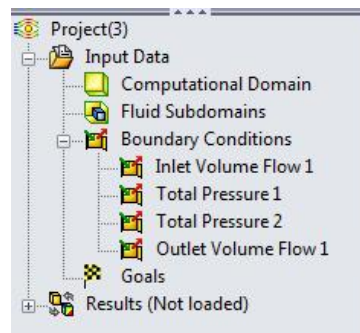 Project(3)
Input Data
Computational Domain
Fluid Subdomains
Boundary Conditions
Inlet Volume Flow 1
Total Pressure 1
Total Pressure 2
Outlet Volume Flow 1
Goals
Results (Not loaded)